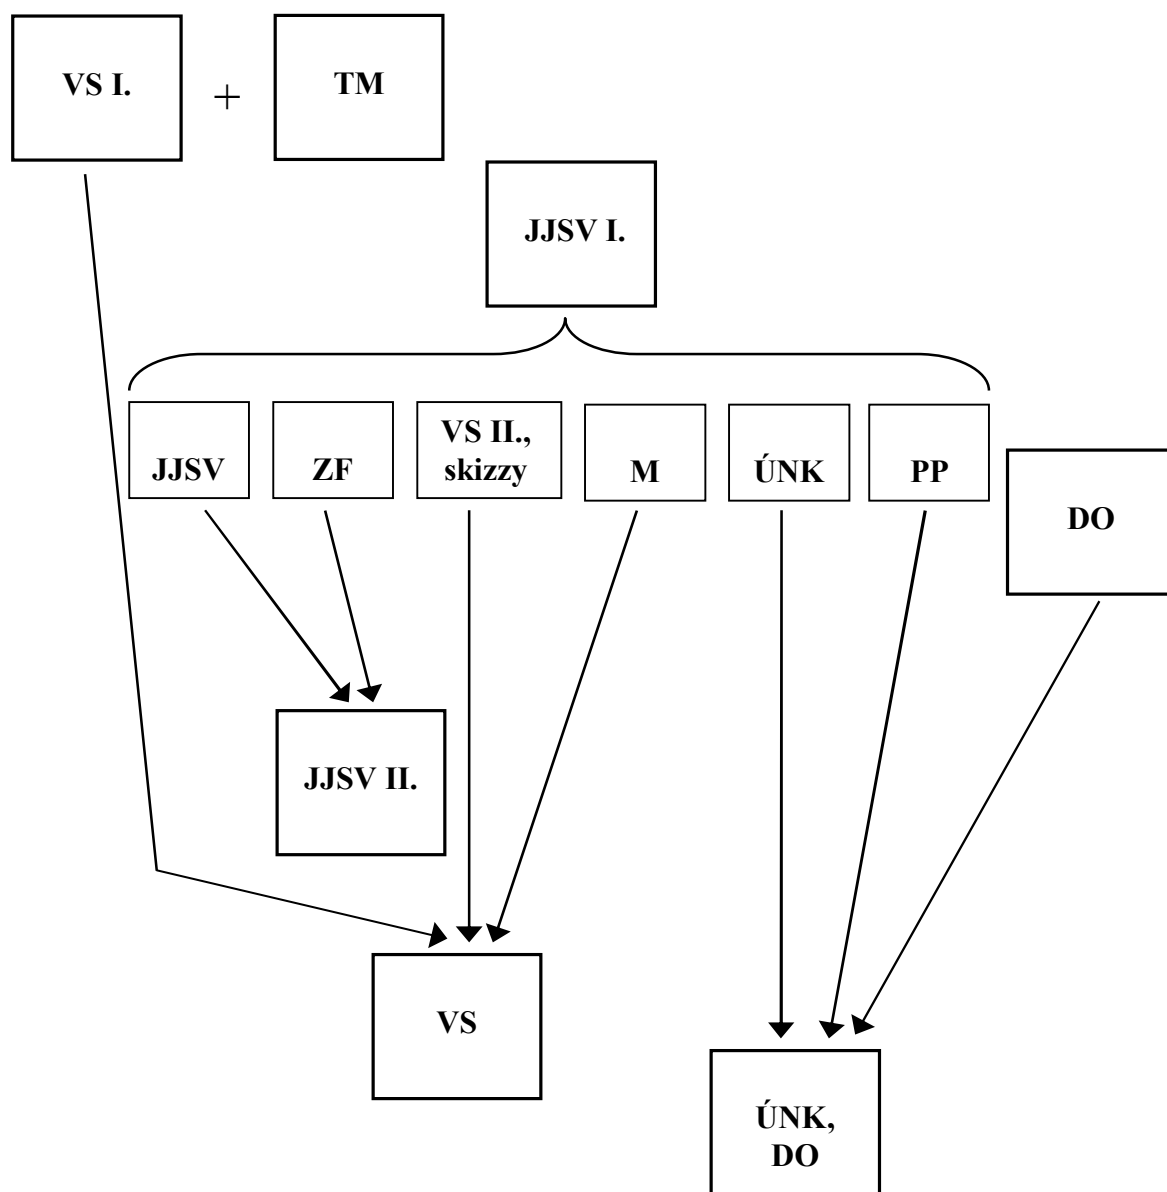 VS I.
+
TM
JJSV I.
JJSV
ZF
VS II.,
skizzy
M
ÚNK
PP
DO
JJSV II.
VS
ÚNK,
DO